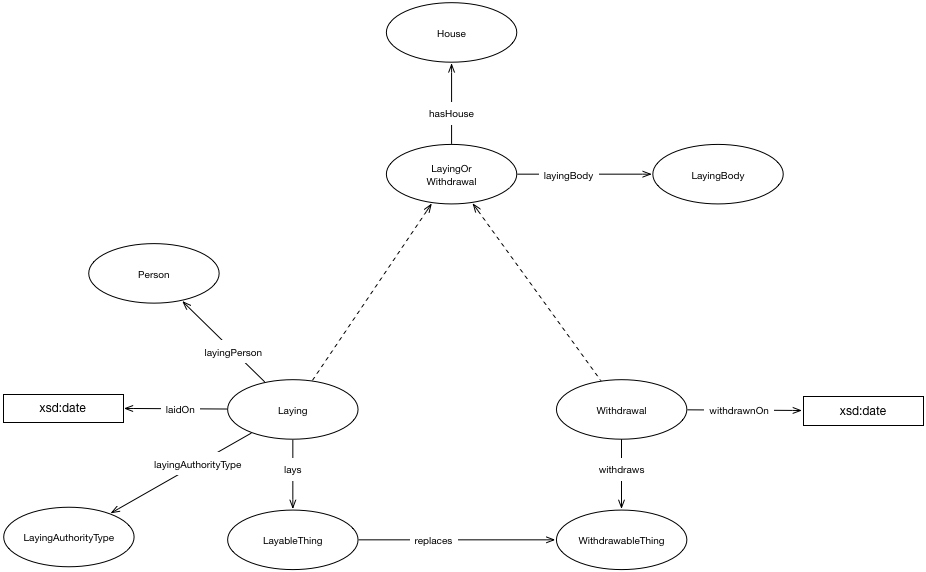 House
hasHouse
LayingOr
Withdrawal
layingBody
LayingBody
Person
layingPerson
xsd:date
laidOn
Laying
Withdrawal
withdrawnOn
xsd:date
layingAuthorityType
lays
withdraws
LayingAuthorityType
LayableThing
replaces
WithdrawableThing